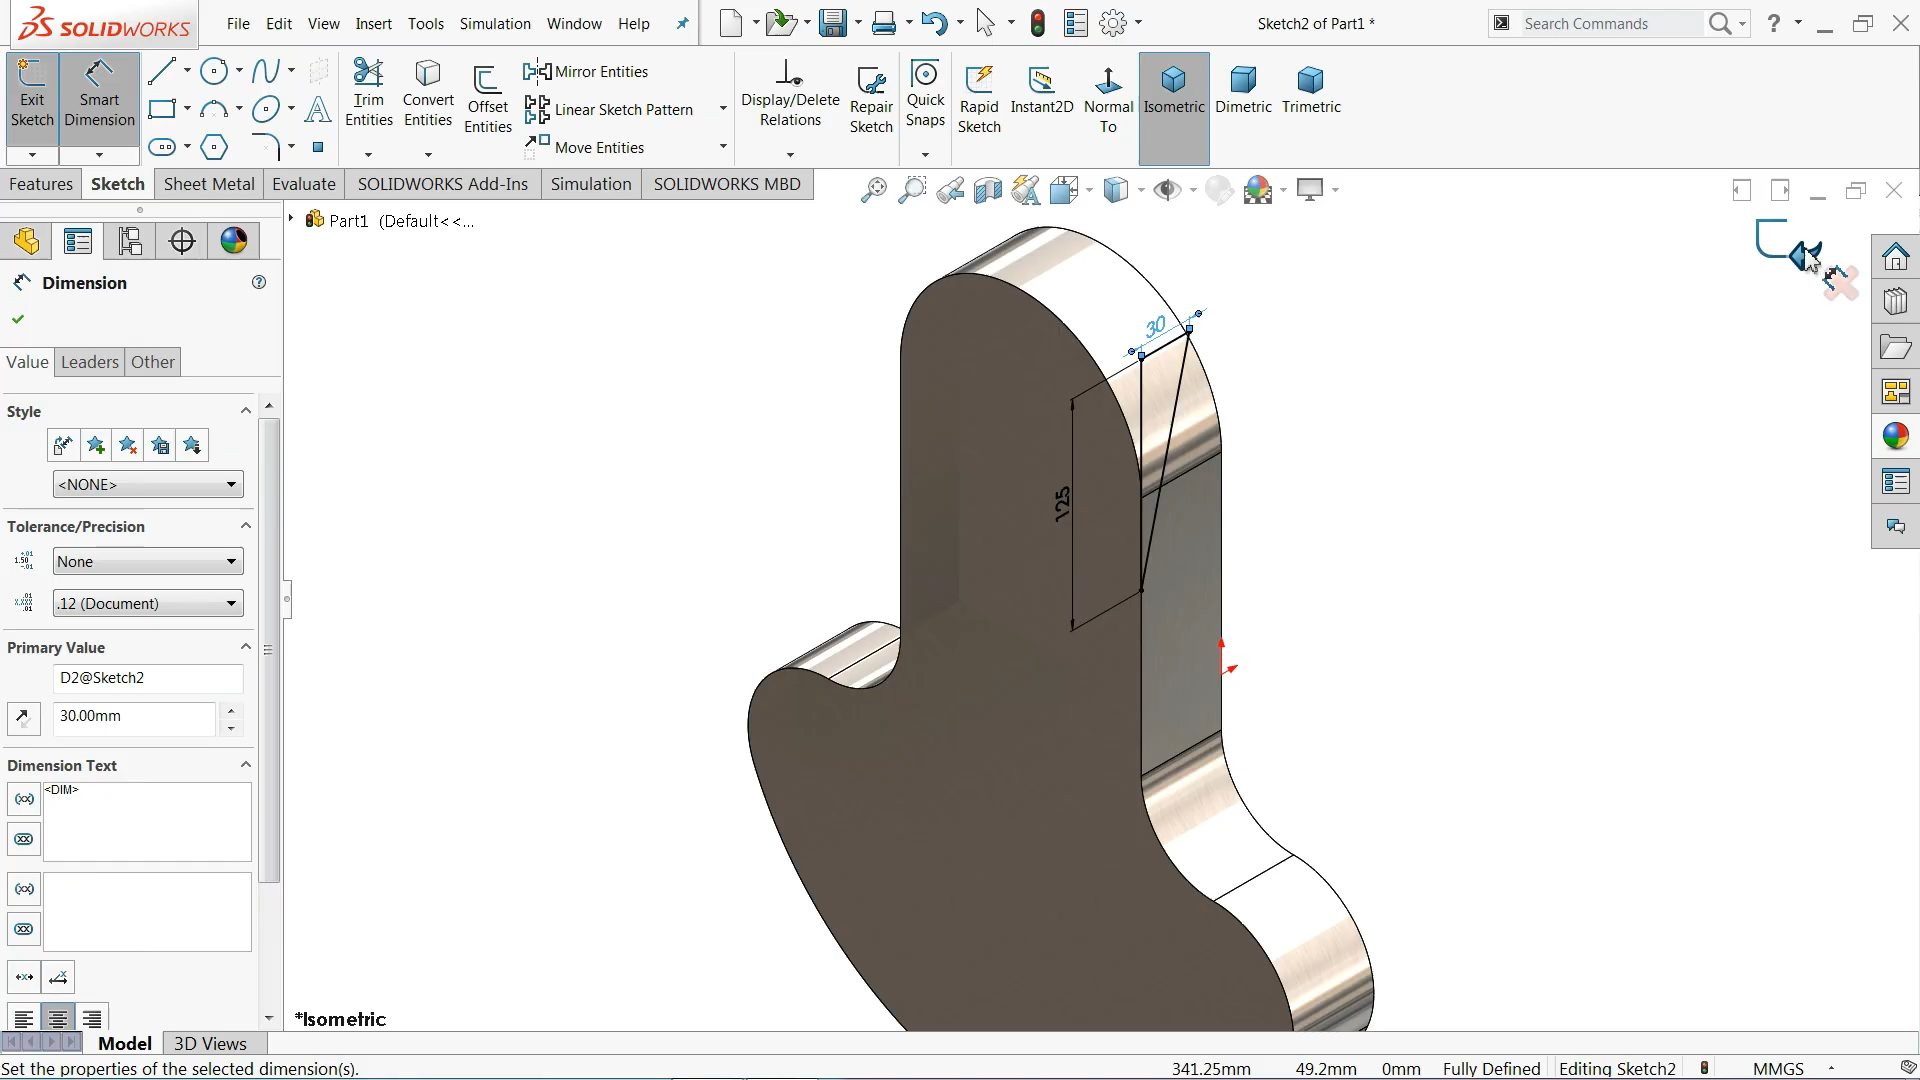 SOLIDWORKS
File Edit View Insert Tools Simulation Window Help
Sketch2 of Part1 *
Search Commands
Exit Sketch
Smart Dimension
Trim Entities
Convert Entities
Offset Entities
Mirror Entities
Linear Sketch Pattern
Move Entities
Display/Delete Relations
Repair Sketch
Quick Snaps
Rapid Sketch
Instant2D
Normal To
Isometric
Dimetric
Trimetric
Features Sketch Sheet Metal Evaluate SOLIDWORKS Add-Ins Simulation SOLIDWORKS MBD
Part1 (Default<<...
Dimension
Value Leaders Other
Style
<NONE>
Tolerance/Precision
None
.12 (Document)
Primary Value
D2@Sketch2
30.00mm
Dimension Text
<DIM>
30
125
*Isometric
Model 3D Views
Set the properties of the selected dimension(s).
341.25mm 49.2mm 0mm Fully Defined Editing Sketch2 MMGS